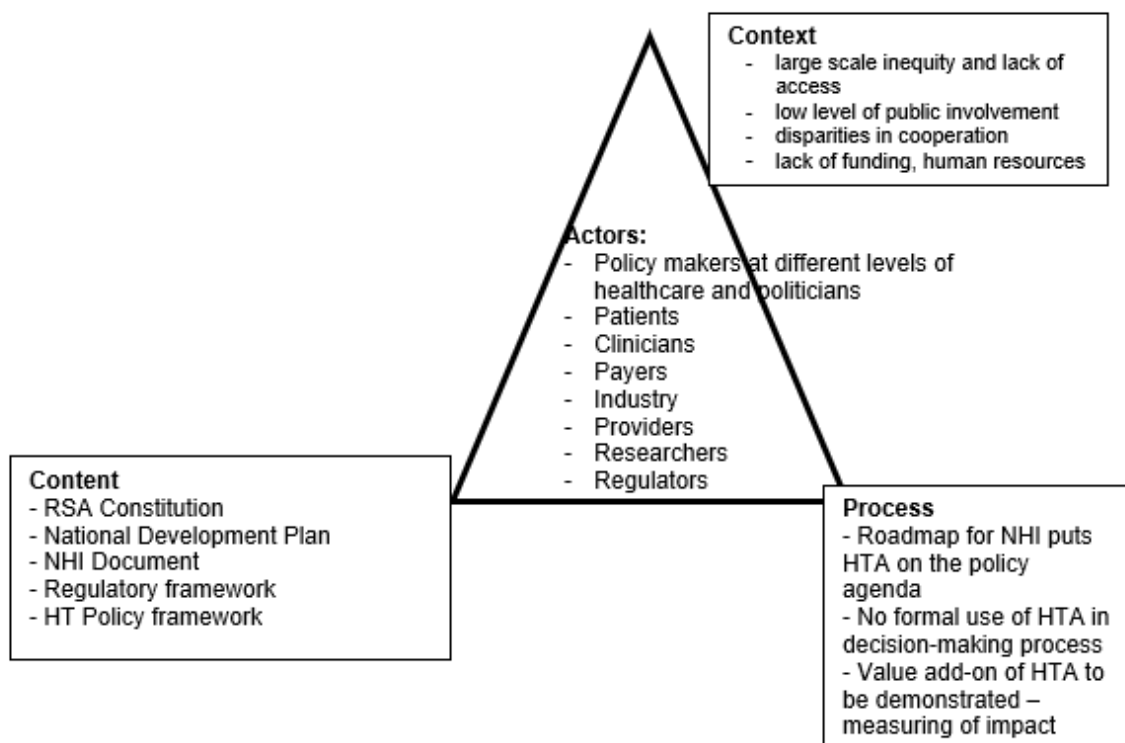 Context
- large scale inequity and lack of
access
- low level of public involvement
- disparities in cooperation
- lack of funding, human resources
Actors:
- Policy makers at different levels of
healthcare and politicians
- Patients
- Clinicians
- Payers
- Industry
- Providers
- Researchers
- Regulators
Content
- RSA Constitution
- National Development Plan
- NHI Document
- Regulatory framework
- HT Policy framework
Process
- Roadmap for NHI puts
HTA on the policy
agenda
- No formal use of HTA in
decision-making process
- Value add-on of HTA to
be demonstrated –
measuring of impact